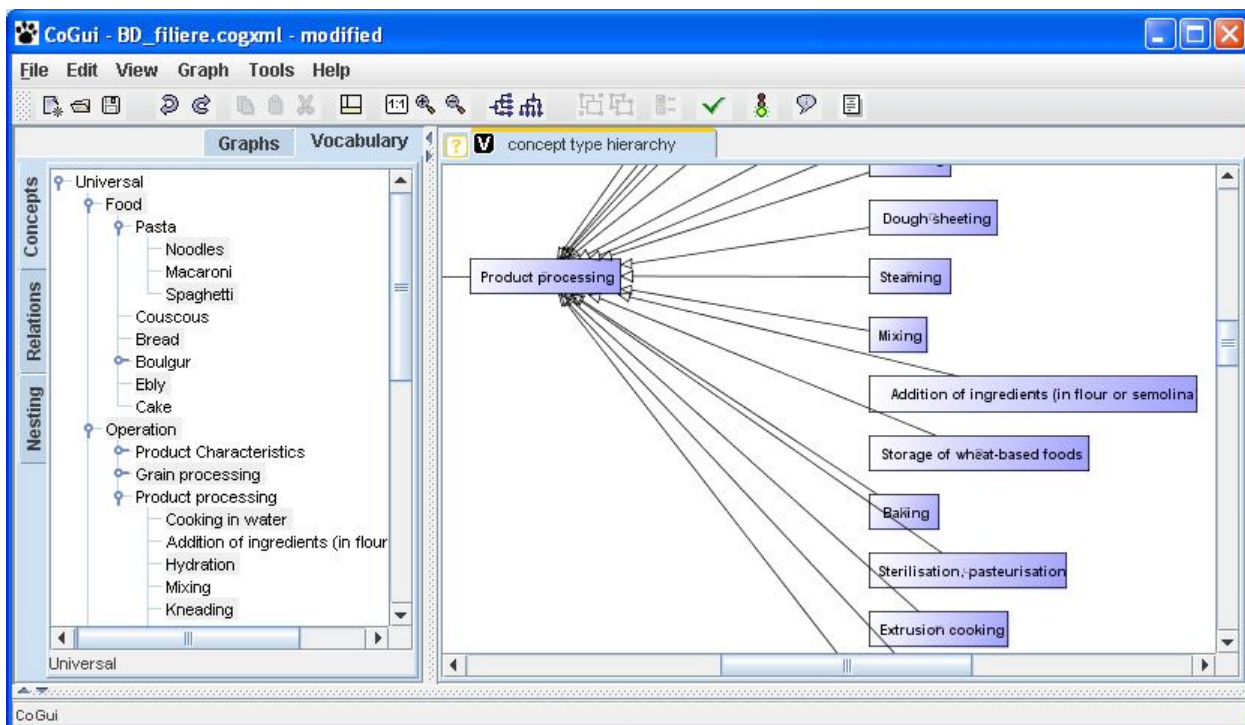 CoGui - BD_filiere.cogxml - modified
File Edit View Graph Tools Help
1:1
Graphs Vocabulary
Concepts
Relations
Nesting
Universal
Food
Pasta
Noodles
Macaroni
Spaghetti
Couscous
Bread
Boulgur
Ebly
Cake
Operation
Product Characteristics
Grain processing
Product processing
Cooking in water
Addition of ingredients (in flour
Hydration
Mixing
Kneading
Universal
? V concept type hierarchy
Product processing
Dough sheeting
Steaming
Mixing
Addition of ingredients (in flour or semolina
Storage of wheat-based foods
Baking
Sterilisation, pasteurisation
Extrusion cooking
CoGui